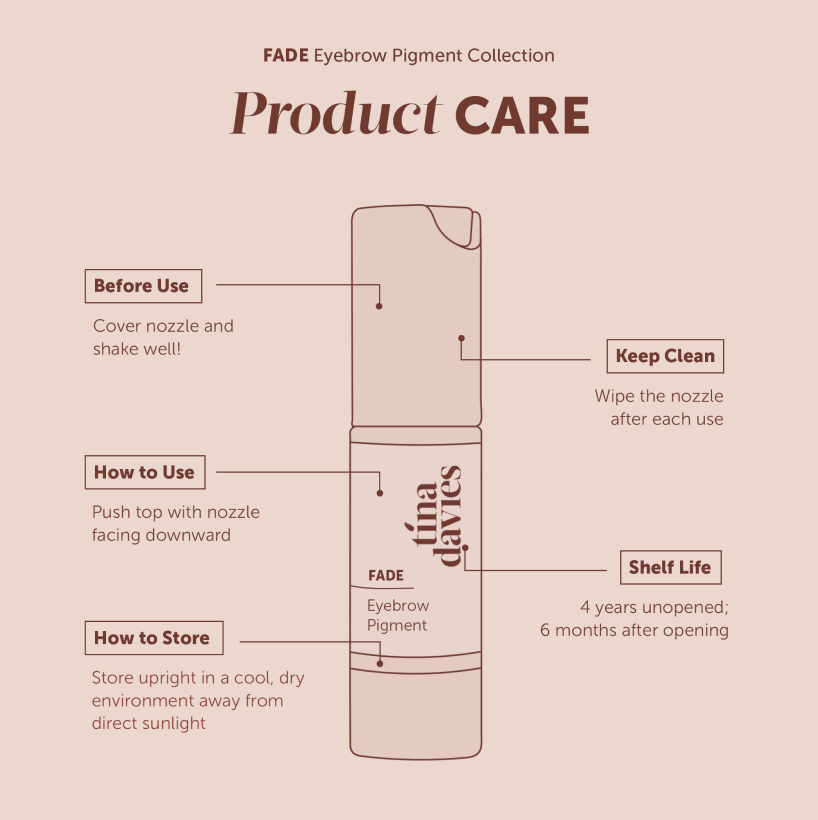 FADE Eyebrow Pigment Collection
Product CARE
Before Use
Cover nozzle and
shake well!
Keep Clean
Wipe the nozzle
after each use
How to Use
Push top with nozzle
facing downward
tina
davies
FADE
Eyebrow
Pigment
Shelf Life
4 years unopened;
6 months after opening
How to Store
Store upright in a cool, dry
environment away from
direct sunlight